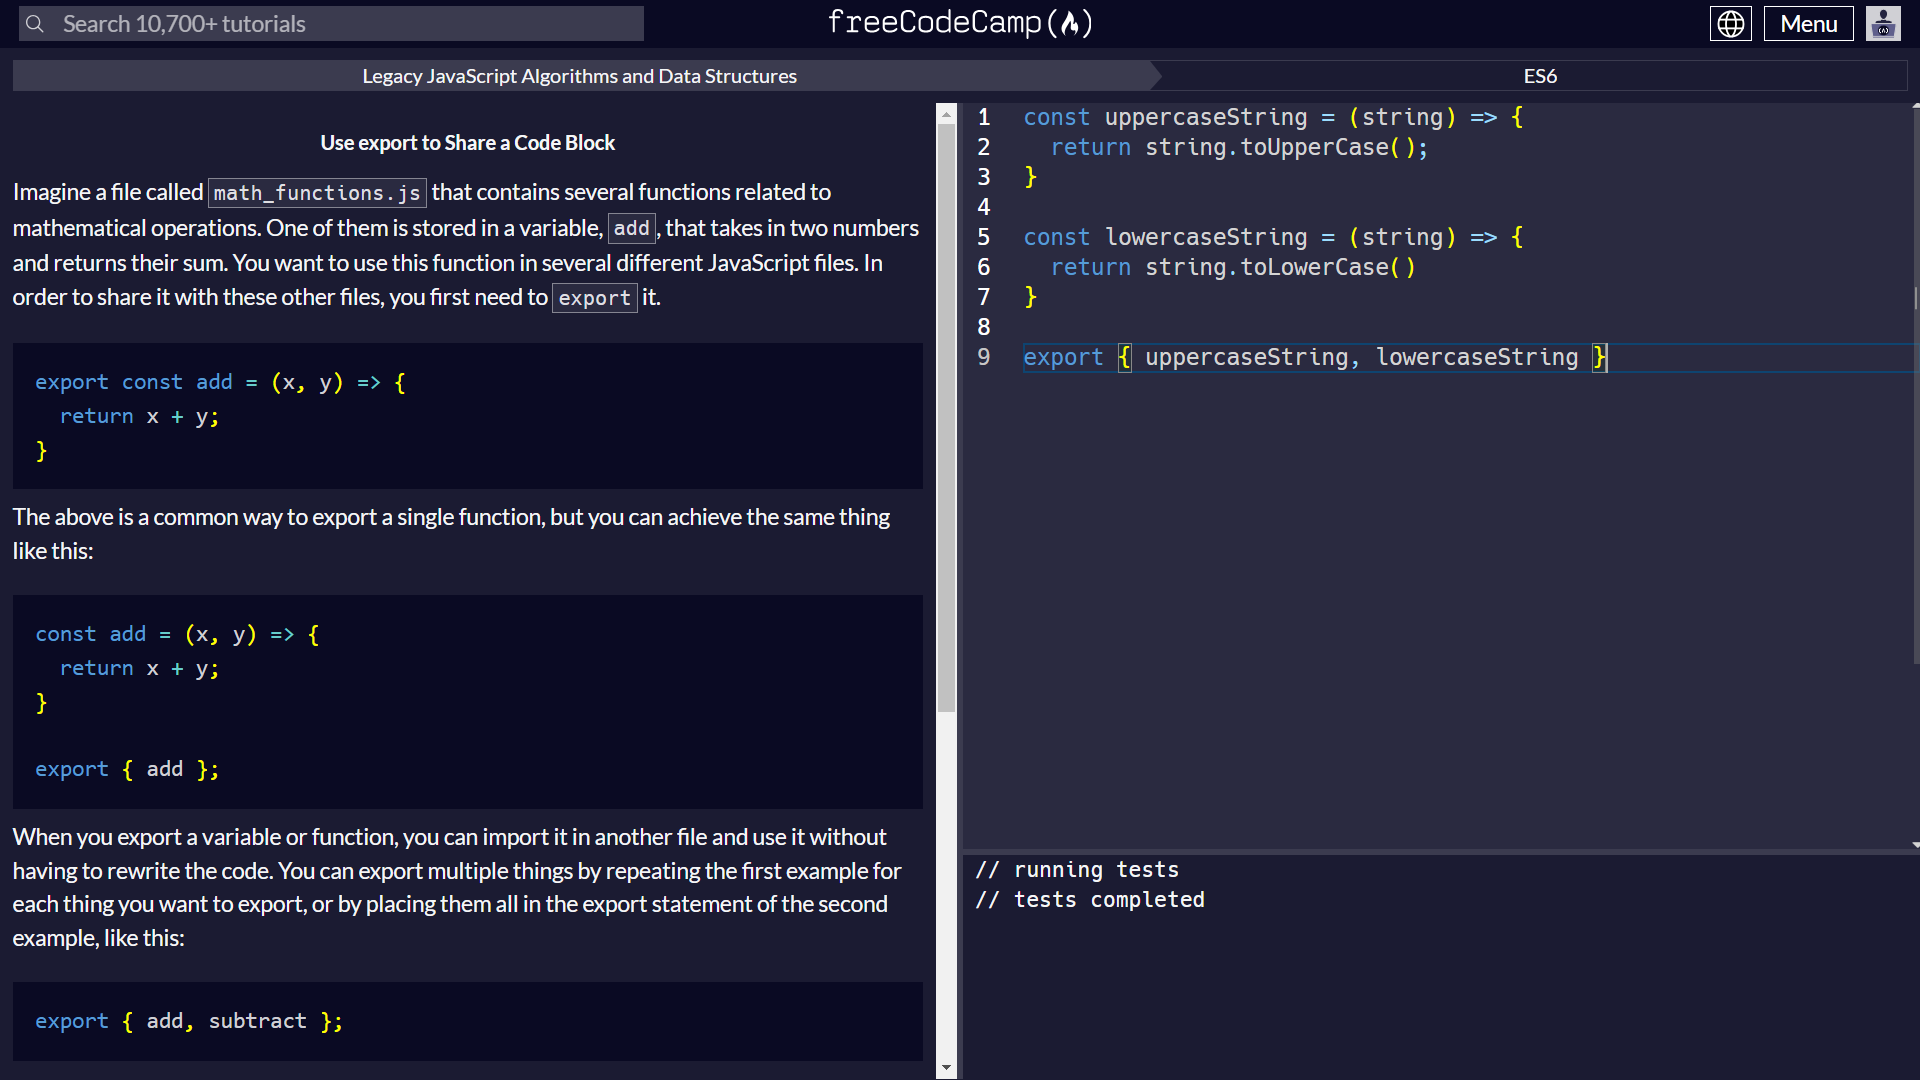 Search 10,700+ tutorials
freeCodeCamp
Menu
Legacy JavaScript Algorithms and Data Structures
ES6
Use export to Share a Code Block
Imagine a file called math_functions.js that contains several functions related to
mathematical operations. One of them is stored in a variable, add, that takes in two numbers
and returns their sum. You want to use this function in several different JavaScript files. In
order to share it with these other files, you first need to export it.
export const add = (x, y) => {
  return x + y;
}
The above is a common way to export a single function, but you can achieve the same thing
like this:
const add = (x, y) => {
  return x + y;
}
export { add };
When you export a variable or function, you can import it in another file and use it without
having to rewrite the code. You can export multiple things by repeating the first example for
each thing you want to export, or by placing them all in the export statement of the second
example, like this:
export { add, subtract };
1 const uppercaseString = (string) => {
2   return string.toUpperCase();
3 }
4
5 const lowercaseString = (string) => {
6   return string.toLowerCase()
7 }
8
9 export { uppercaseString, lowercaseString }
// running tests
// tests completed